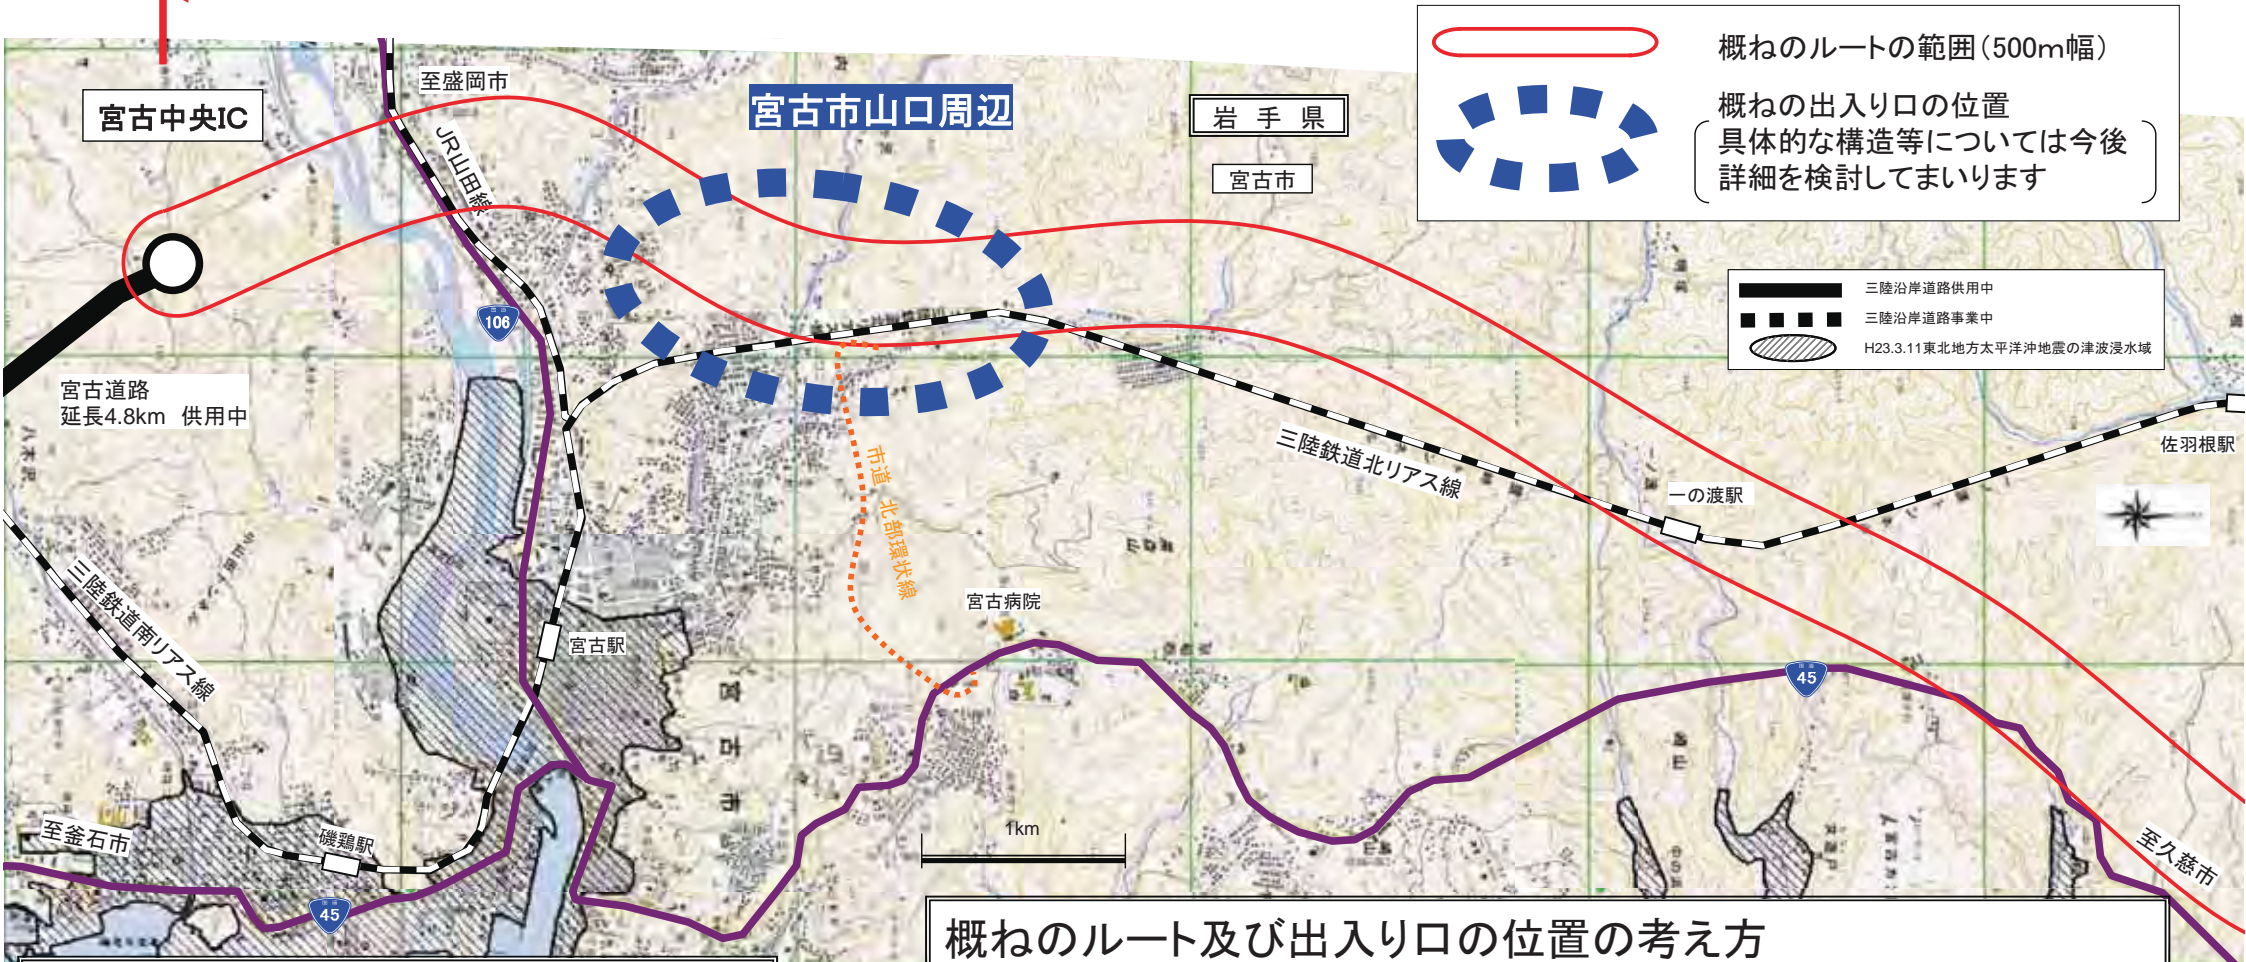 概ねのルートの範囲(500m幅)
概ねの出入り口の位置
具体的な構造等については今後
詳細を検討してまいります
宮古中央IC
至盛岡市
宮古市山口周辺
岩 手 県
宮古市
JR山田線
106
三陸沿岸道路供用中
三陸沿岸道路事業中
H23.3.11東北地方太平洋沖地震の津波浸水域
宮古道路
延長4.8km 供用中
八木沢
三陸鉄道北リアス線
佐羽根駅
一の渡駅
市道 北部環状線
宮古病院
三陸鉄道南リアス線
宮古駅
45
宮古市
1km
至釜石市
磯鶏駅
至久慈市
45
概ねのルート及び出入り口の位置の考え方